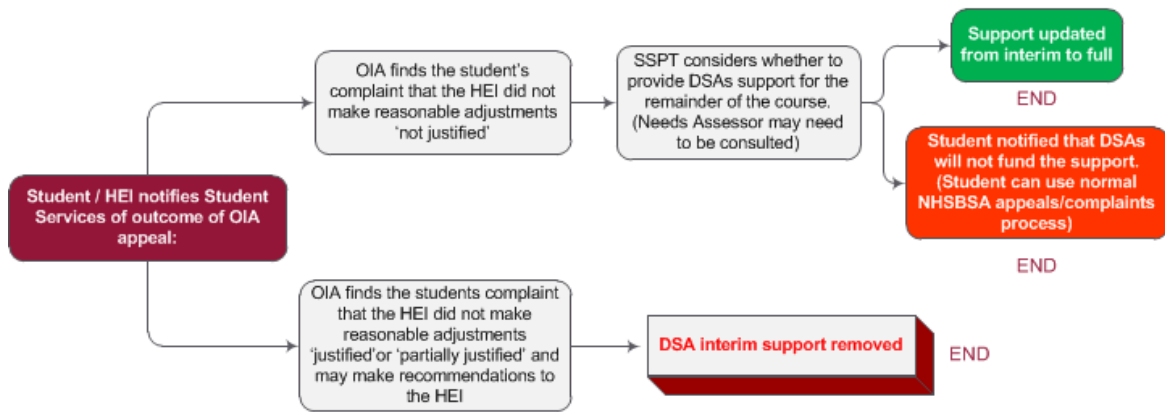 Student / HEI notifies Student
Services of outcome of OIA
appeal:
OIA finds the student's
complaint that the HEI did not
make reasonable adjustments
‘not justified’
SSPT considers whether to
provide DSAs support for the
remainder of the course.
(Needs Assessor may need
to be consulted)
Support updated
from interim to full
END
Student notified that DSAs
will not fund the support.
(Student can use normal
NHSBSA appeals/complaints
process)
END
OIA finds the students complaint
that the HEI did not make
reasonable adjustments
‘justified’or ‘partially justified’ and
may make recommendations to
the HEI
DSA interim support removed
END